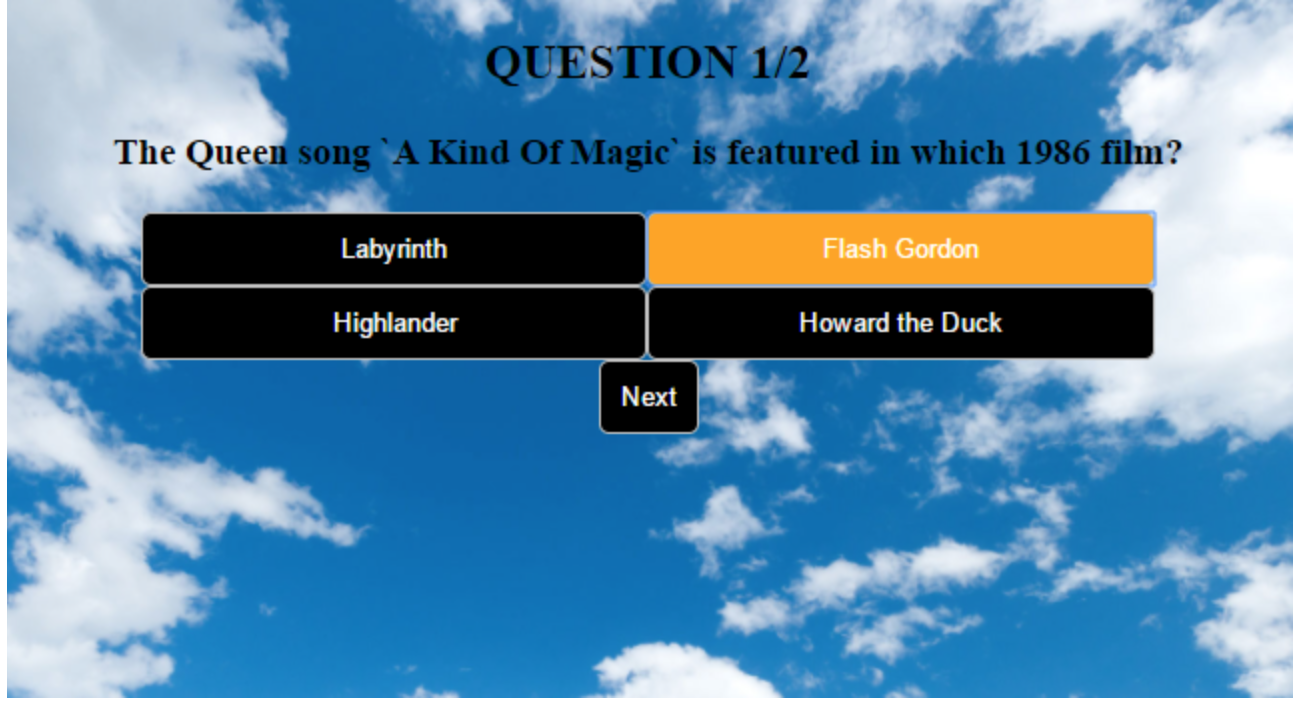 QUESTION 1/2
The Queen song `A Kind Of Magic` is featured in which 1986 film?
Labyrinth
Flash Gordon
Highlander
Howard the Duck
Next